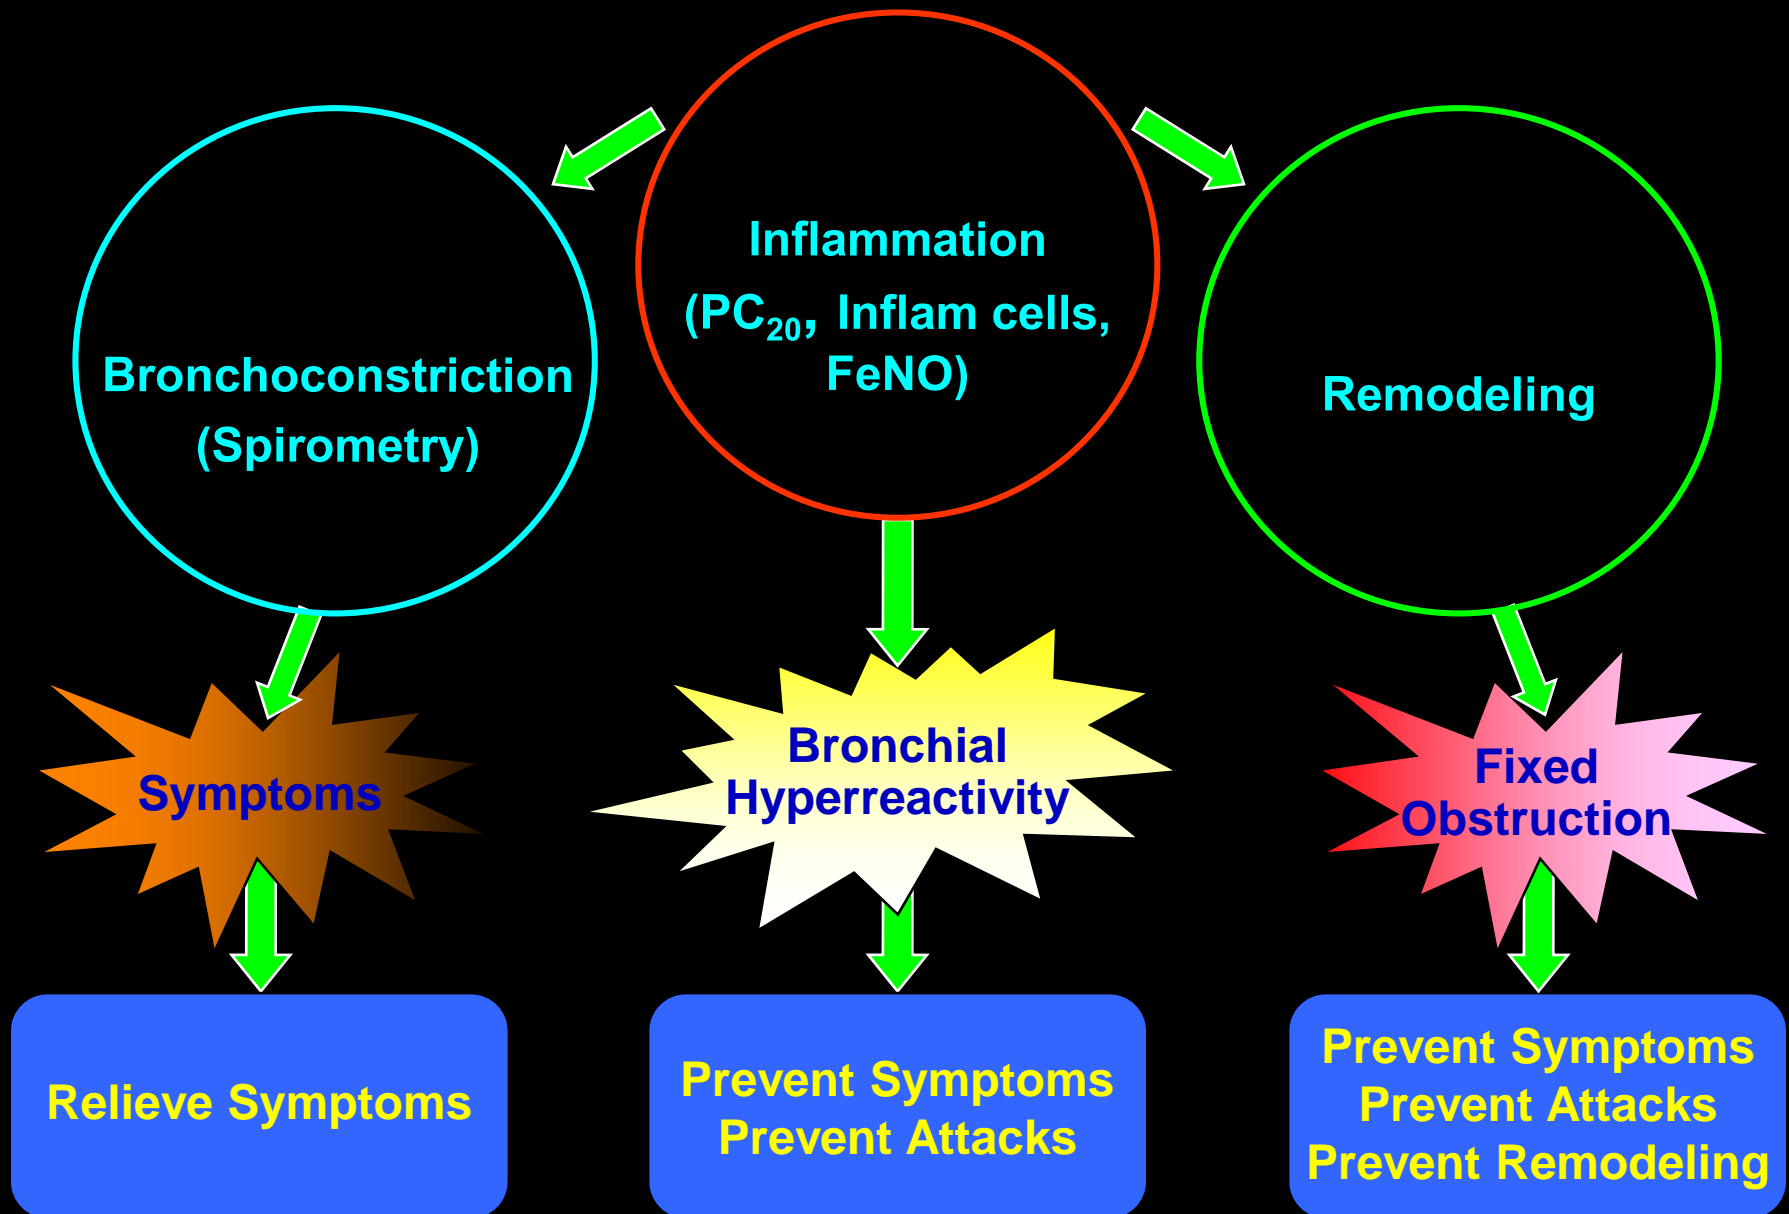 Inflammation
(PC20, Inflam cells,
FeNO)
Bronchoconstriction
(Spirometry)
Remodeling
Symptoms
Bronchial
Hyperreactivity
Fixed
Obstruction
Relieve Symptoms
Prevent Symptoms
Prevent Attacks
Prevent Symptoms
Prevent Attacks
Prevent Remodeling